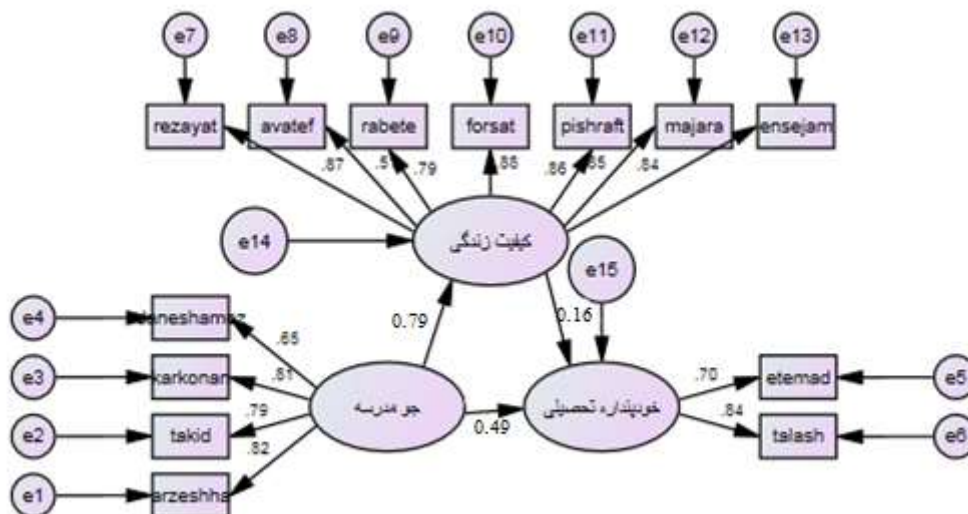 e7 e8 e9 e10 e11 e12 e13
rezayat avatef rabete forsat pishraft majara ensejam
.87 .5 .79 .88 .86 .85 .84
کیفیت زندگی
e14
e15
e4
.65
0.79
0.16
e3 karkonan .81
.70 etemad e5
جو مدرسه
خودپنداره تحصیلی
.79
0.49
e2 takid
.84 talash e6
.82
e1 arzeshha